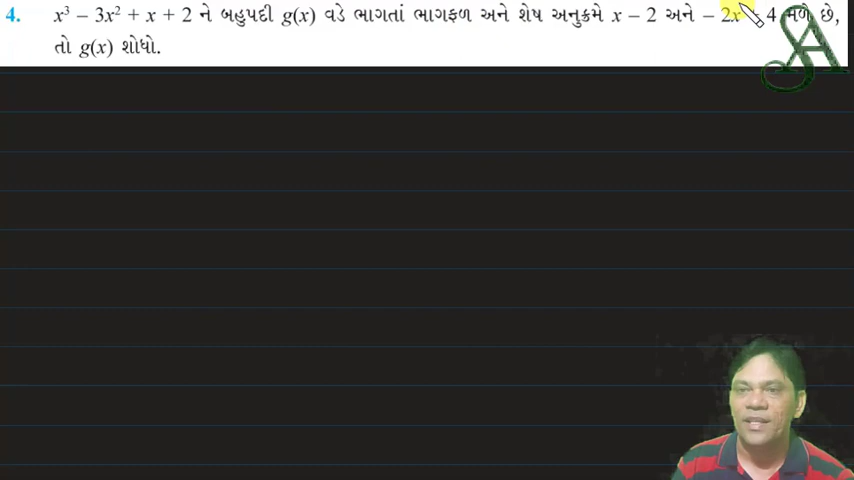 4. x³ – 3x² + x + 2 ને બહુપદી g(x) વડે ભાગતાં ભાગફળ અને શેષ અનુક્રમે x – 2 અને – 2x 4 મળે છે,
તો g(x) શોધો.